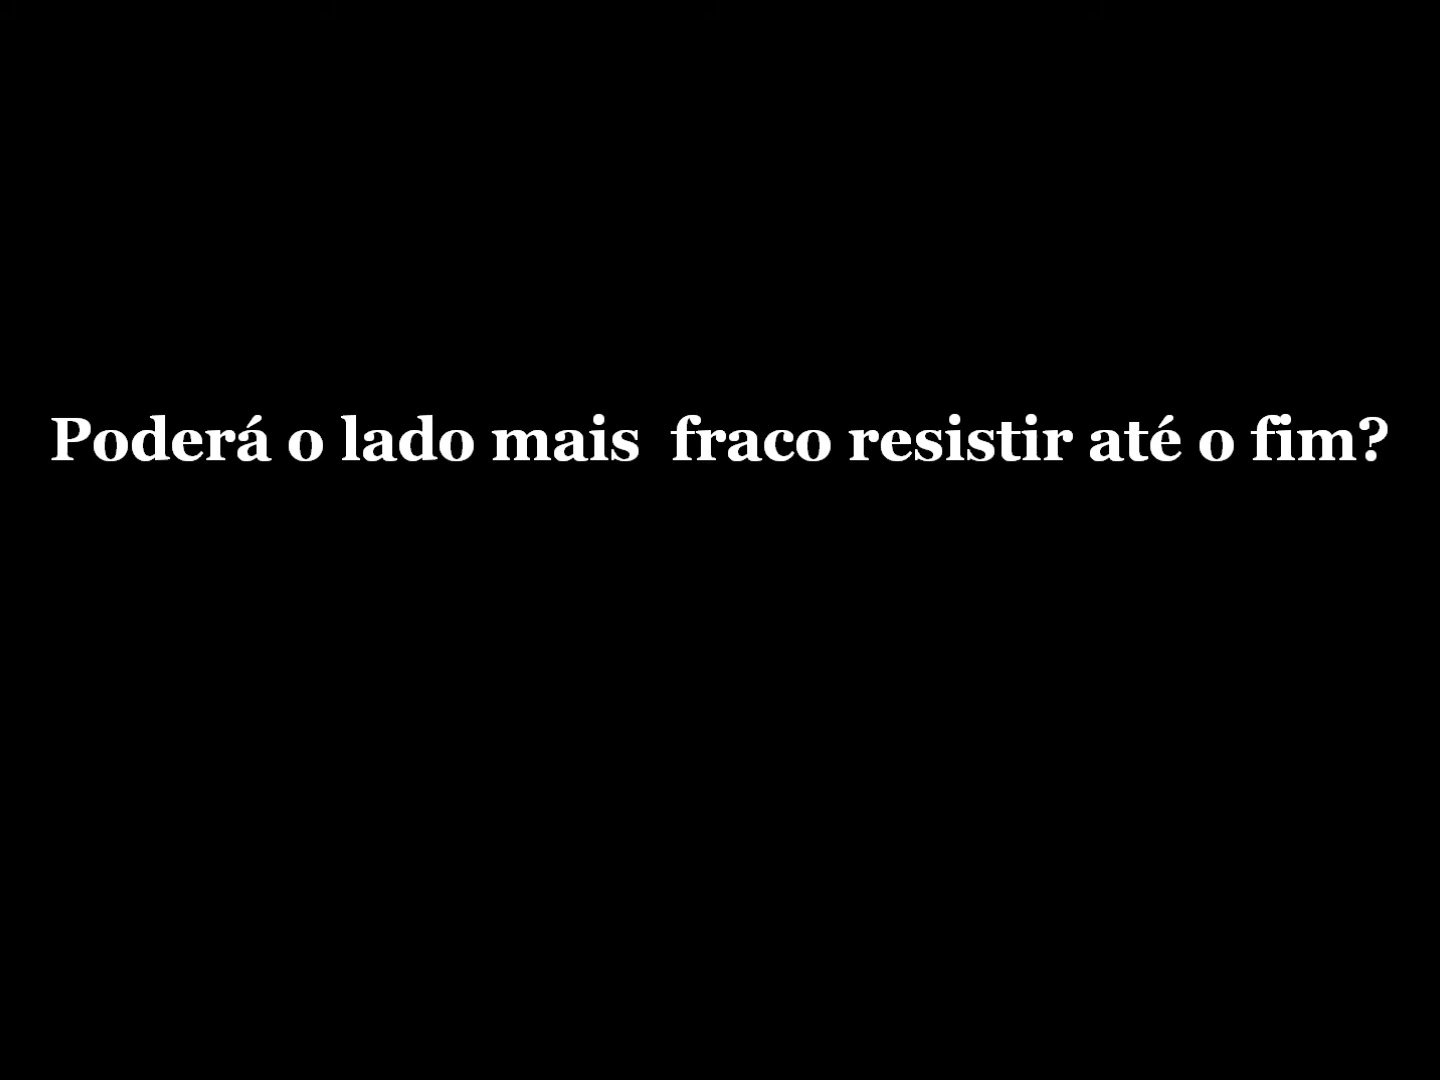 Poderá o lado mais  fraco resistir até o fim?